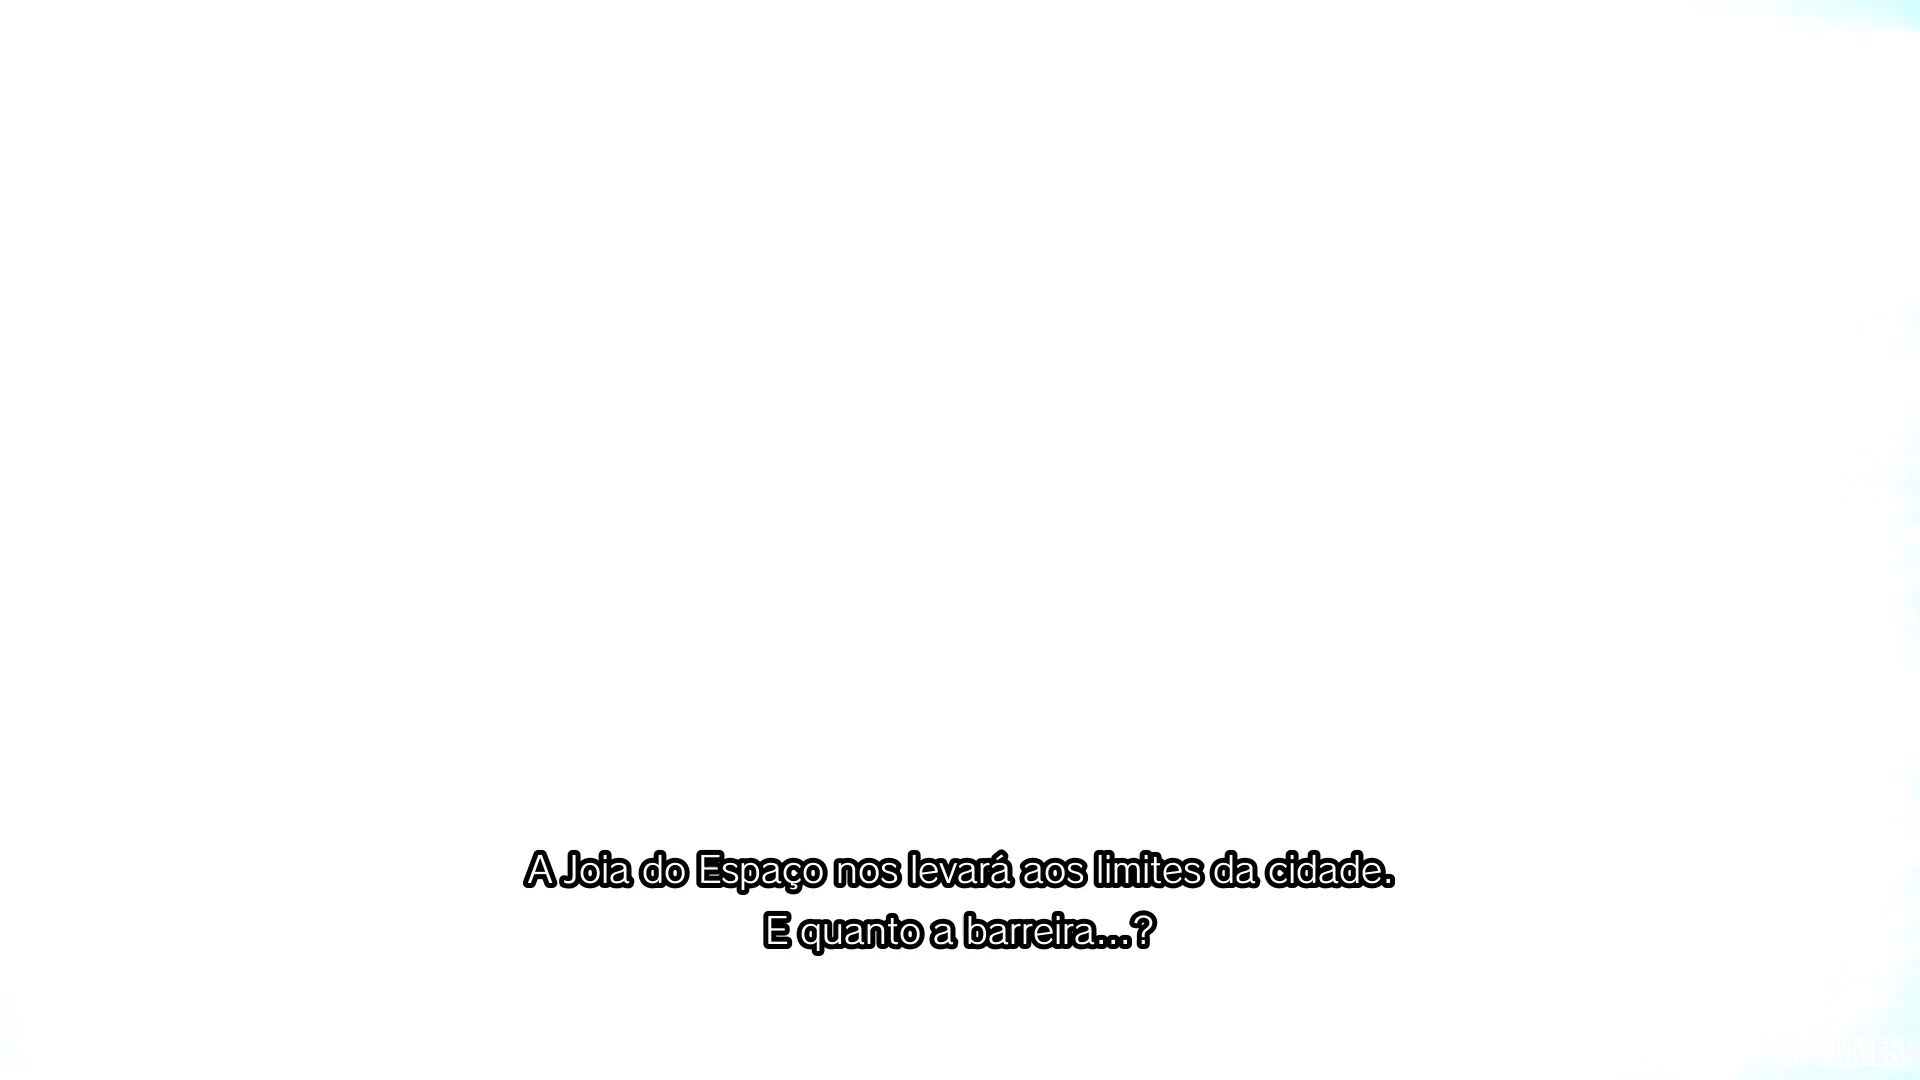 A Joia do Espaço nos levará aos limites da cidade.
E quanto a barreira...?